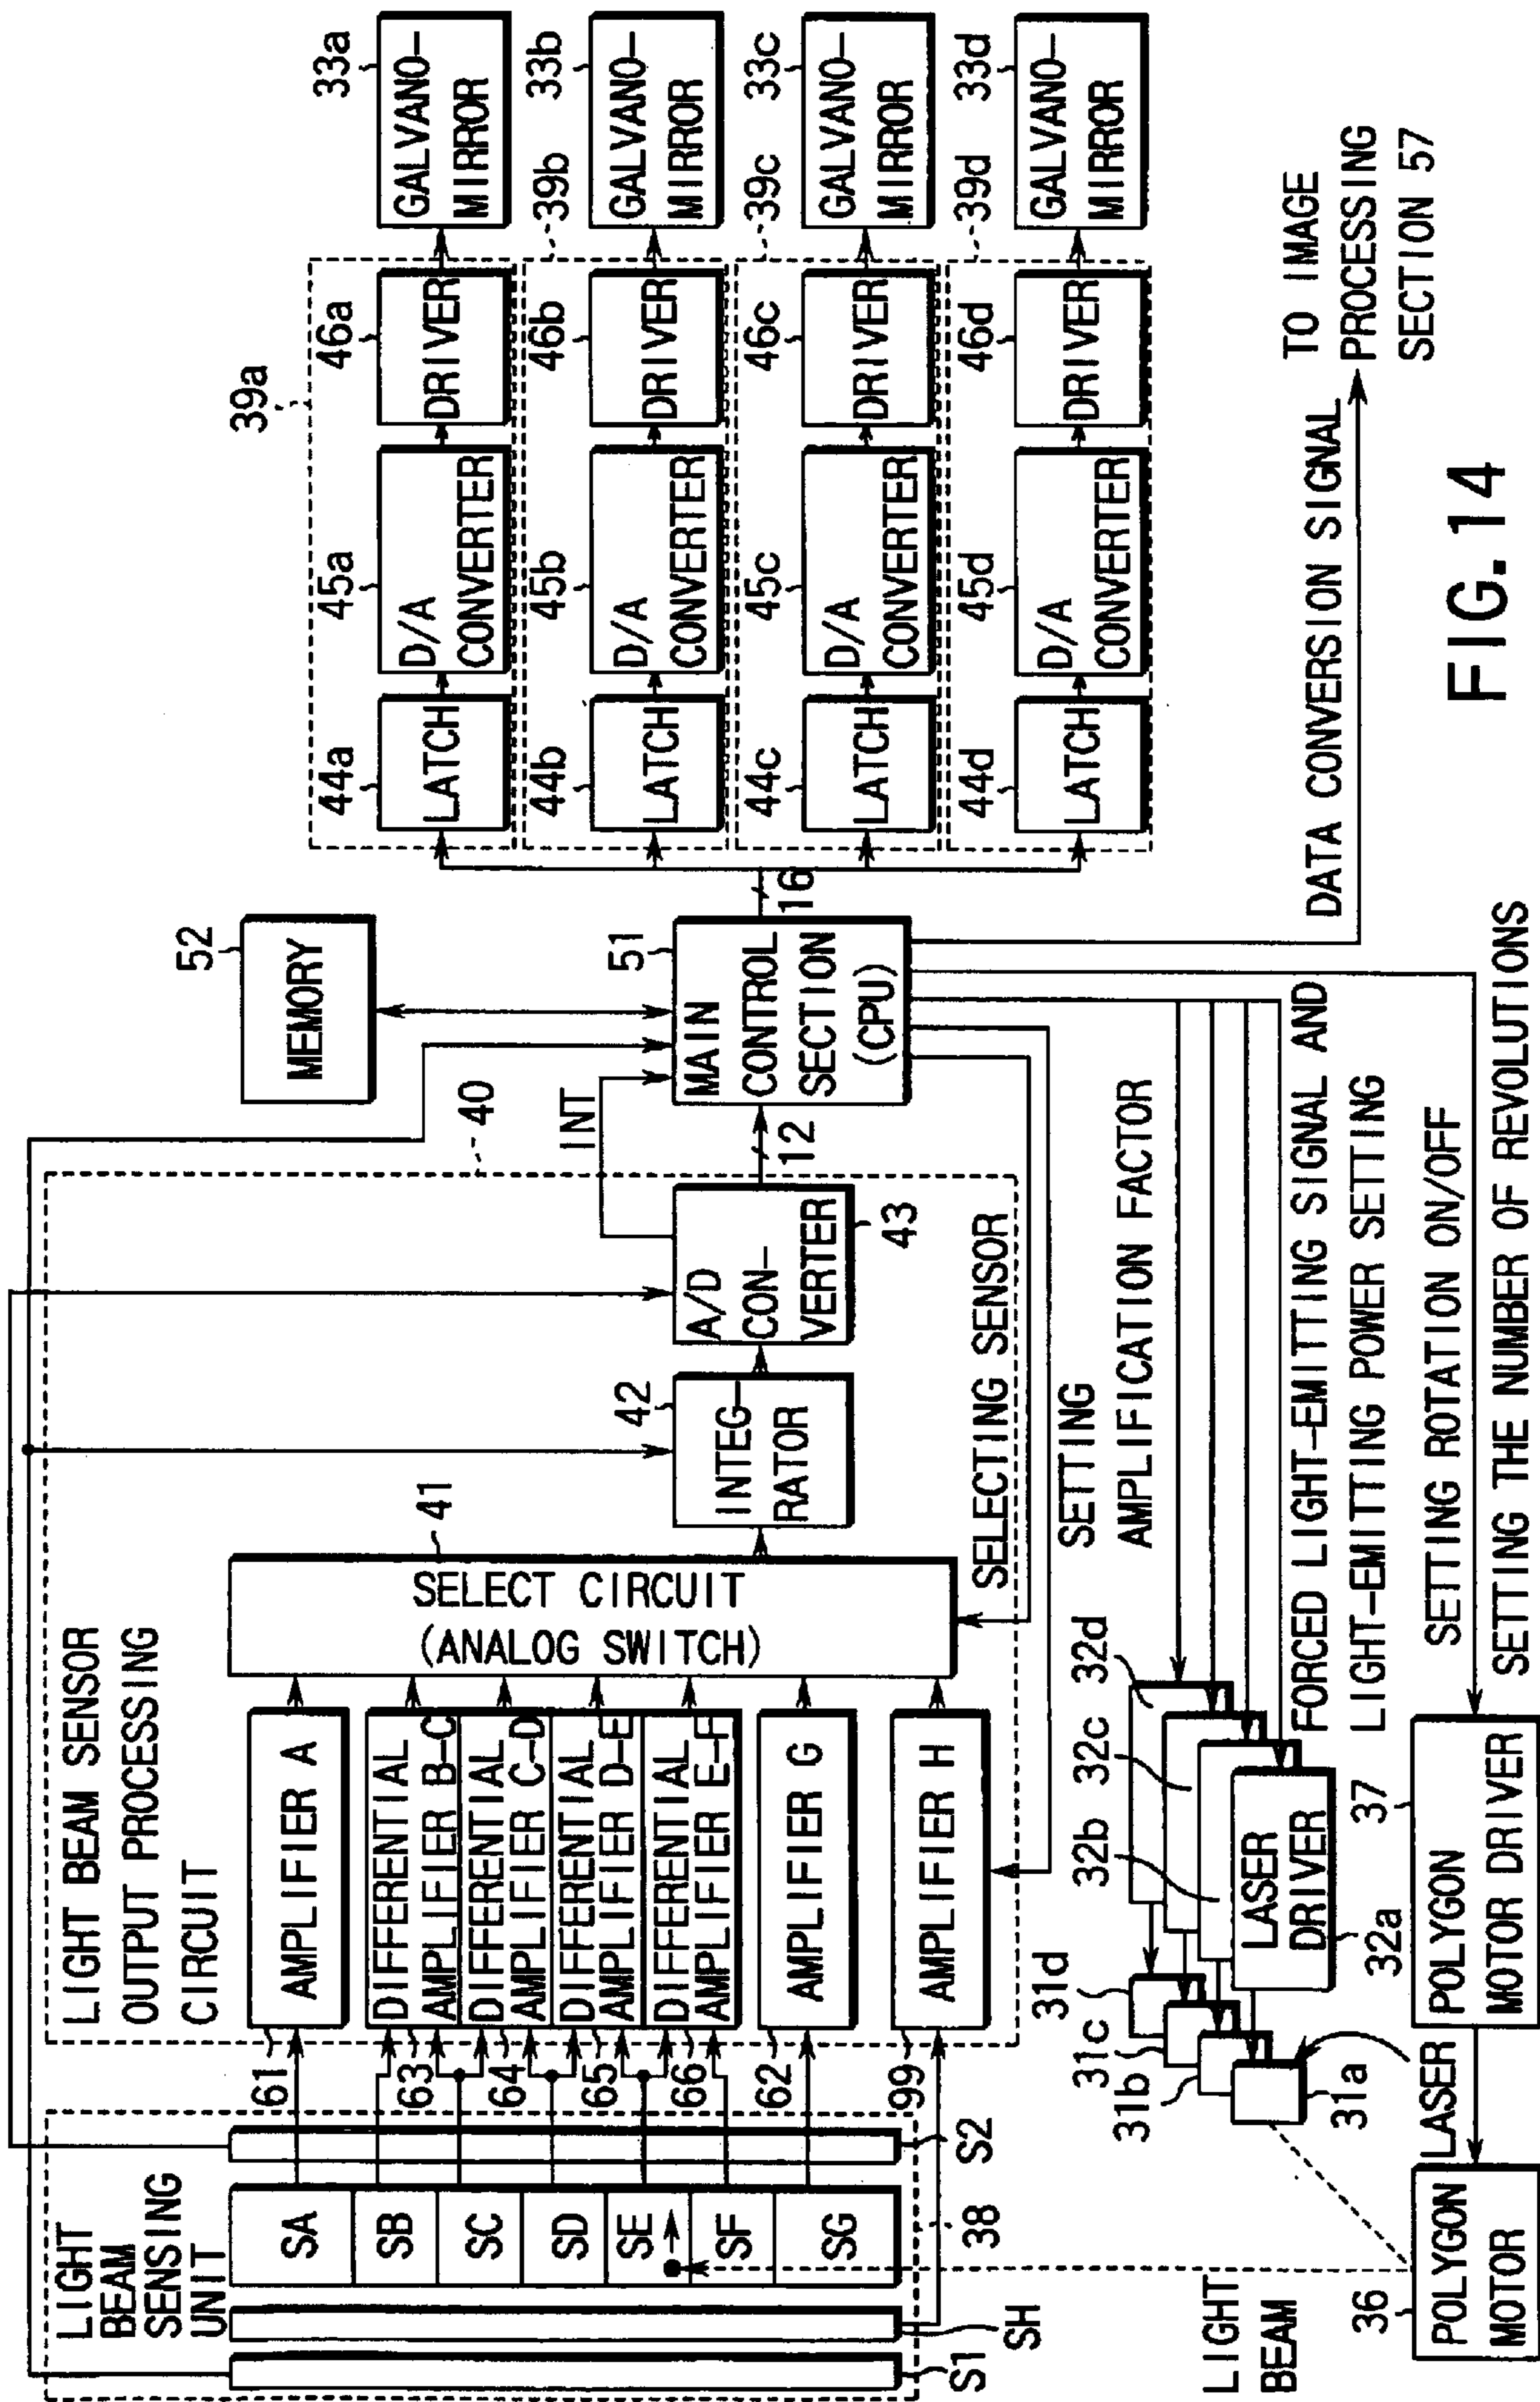 LIGHT
BEAM
SENSING
UNIT
S1
SH
SA
SB
SC
SD
SE
SF
SG
S2
38
LIGHT BEAM SENSOR
OUTPUT PROCESSING
CIRCUIT
40
61
AMPLIFIER A
63
DIFFERENTIAL
AMPLIFIER B-C
64
DIFFERENTIAL
AMPLIFIER C-D
65
DIFFERENTIAL
AMPLIFIER D-E
66
DIFFERENTIAL
AMPLIFIER E-F
62
AMPLIFIER G
99
AMPLIFIER H
41
SELECT CIRCUIT
(ANALOG SWITCH)
42
INTEG-
RATOR
A/D
CON-
VERTER
43
INT
12
52
MEMORY
51
MAIN
CONTROL
SECTION
(CPU)
16
39a
44a
LATCH
45a
D/A
CONVERTER
46a
DRIVER
33a
GALVANO-
MIRROR
39b
44b
LATCH
45b
D/A
CONVERTER
46b
DRIVER
33b
GALVANO-
MIRROR
39c
44c
LATCH
45c
D/A
CONVERTER
46c
DRIVER
33c
GALVANO-
MIRROR
39d
44d
LATCH
45d
D/A
CONVERTER
46d
DRIVER
33d
GALVANO-
MIRROR
SELECTING SENSOR
SETTING
AMPLIFICATION FACTOR
FORCED LIGHT-EMITTING SIGNAL AND
LIGHT-EMITTING POWER SETTING
SETTING ROTATION ON/OFF
SETTING THE NUMBER OF REVOLUTIONS
DATA CONVERSION SIGNAL
TO IMAGE
PROCESSING
SECTION 57
31d
31c
31b
31a
32d
32c
32b
LASER
DRIVER
32a
LASER
LIGHT
BEAM
36
POLYGON
MOTOR
37
POLYGON
MOTOR DRIVER
FIG. 14